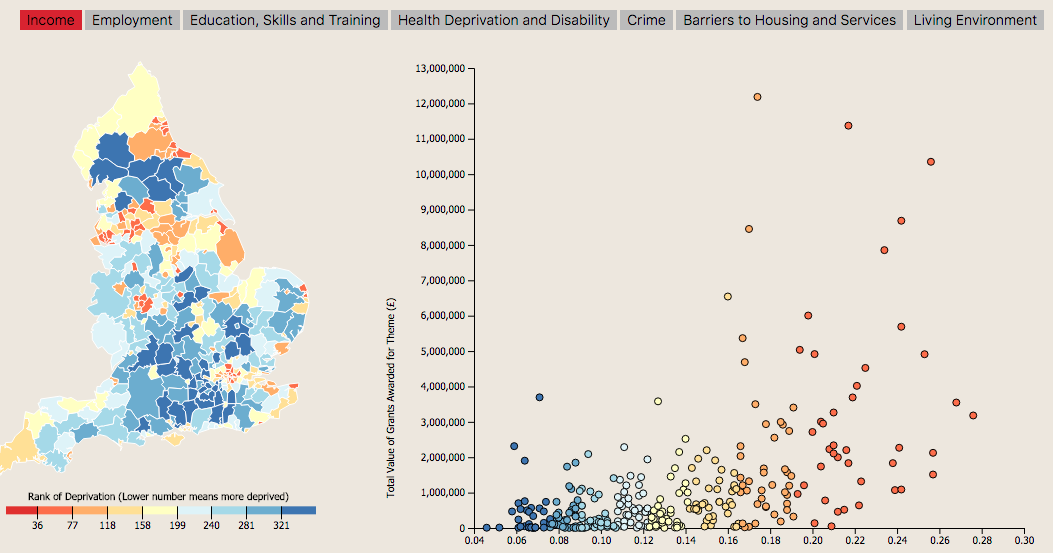 Income Employment Education, Skills and Training Health Deprivation and Disability Crime Barriers to Housing and Services Living Environment
13,000,000
12,000,000
11,000,000
10,000,000
9,000,000
8,000,000
7,000,000
6,000,000
5,000,000
4,000,000
3,000,000
2,000,000
1,000,000
0
Total Value of Grants Awarded for Theme (£)
0.04 0.06 0.08 0.10 0.12 0.14 0.16 0.18 0.20 0.22 0.24 0.26 0.28 0.30
Rank of Deprivation (Lower number means more deprived)
36 77 118 158 199 240 281 321